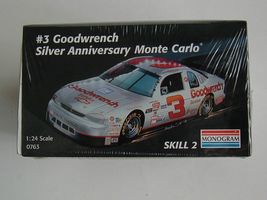 #3 Goodwrench
Silver Anniversary Monte Carlo®
Goodwrench
3
1:24 Scale
0763
SKILL 2
MONOGRAM